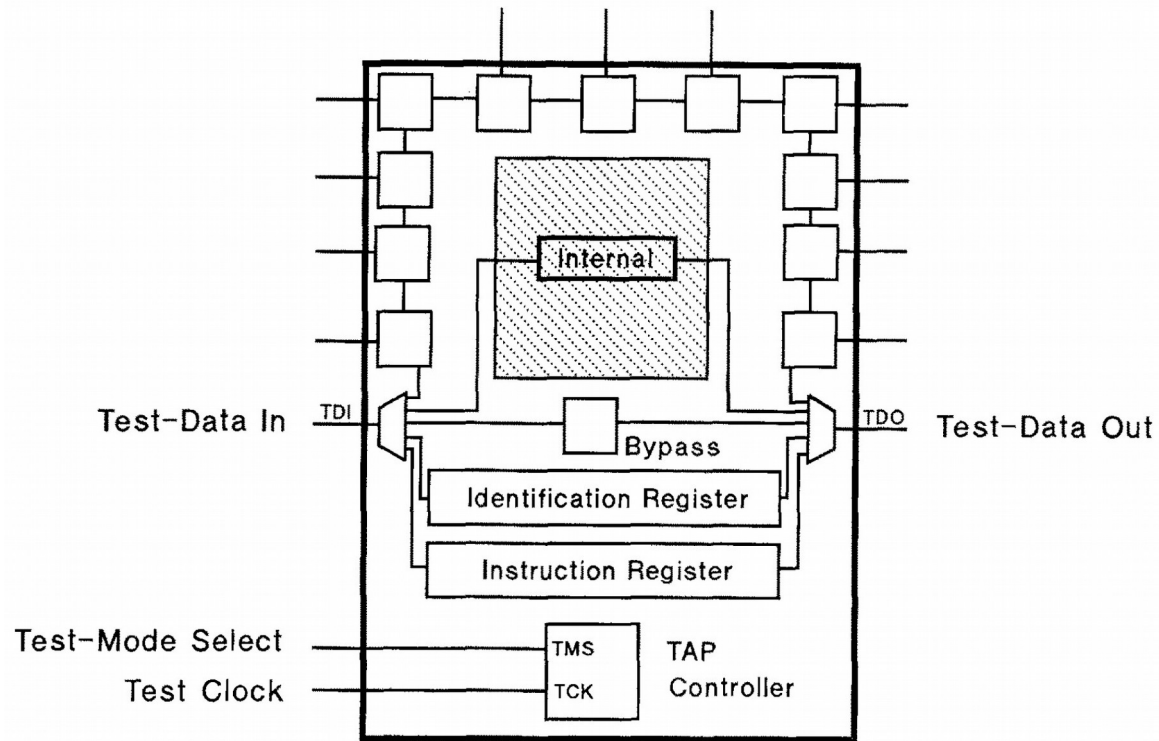 Internal
Test-Data In
TDI
TDO
Test-Data Out
Bypass
Identification Register
Instruction Register
Test-Mode Select
TMS
TAP
Controller
Test Clock
TCK